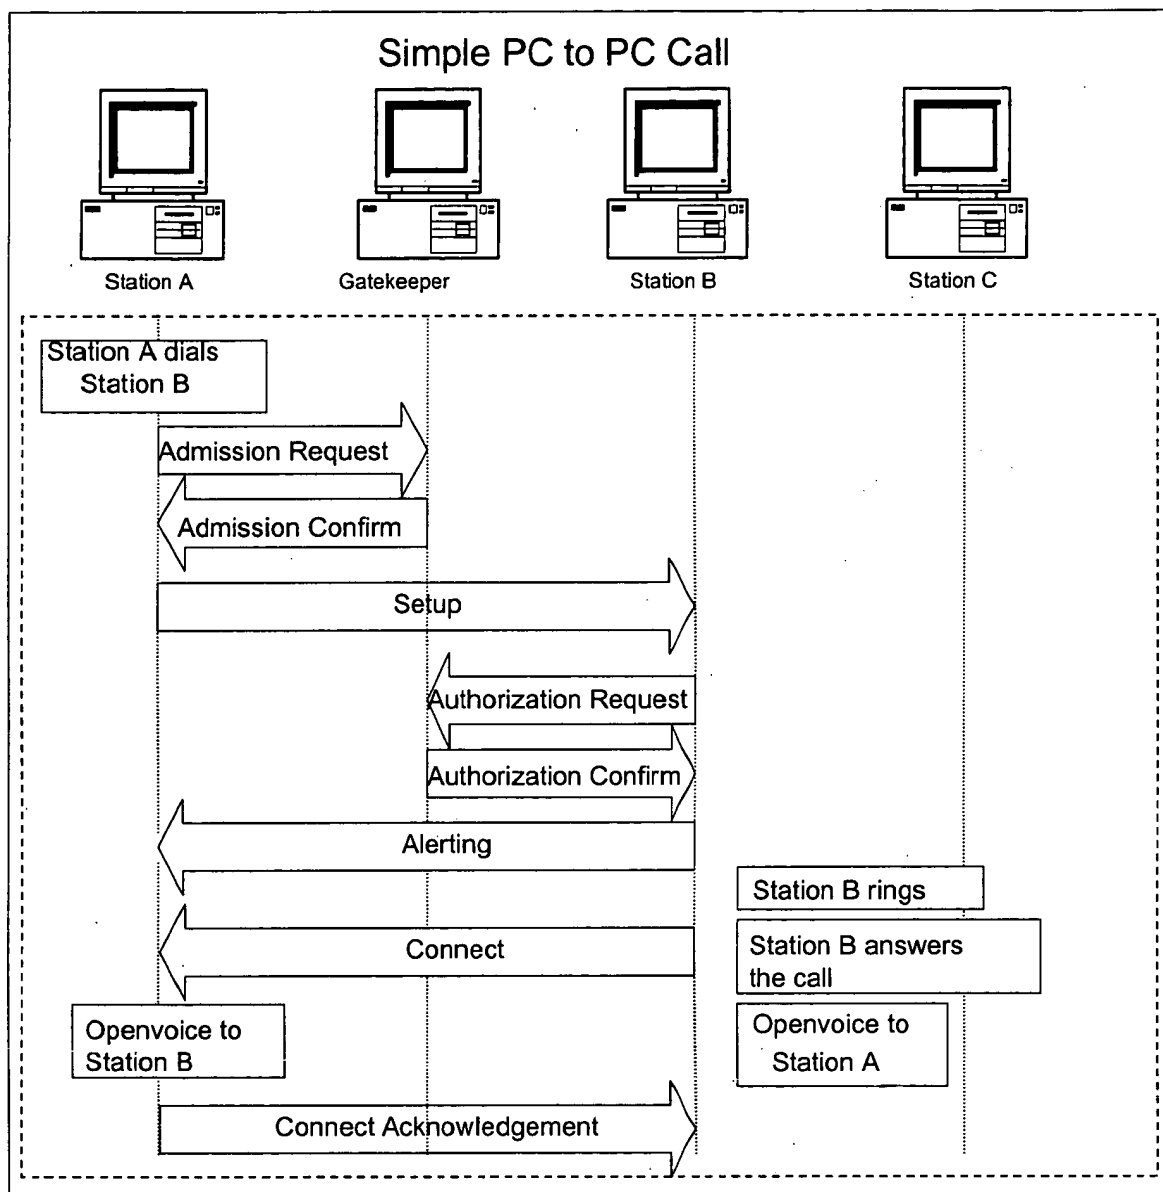 Simple PC to PC Call
Station A
Gatekeeper
Station B
Station C
Station A dials
Station B
Admission Request
Admission Confirm
Setup
Authorization Request
Authorization Confirm
Alerting
Station B rings
Connect
Station B answers
the call
Openvoice to
Station B
Openvoice to
Station A
Connect Acknowledgement